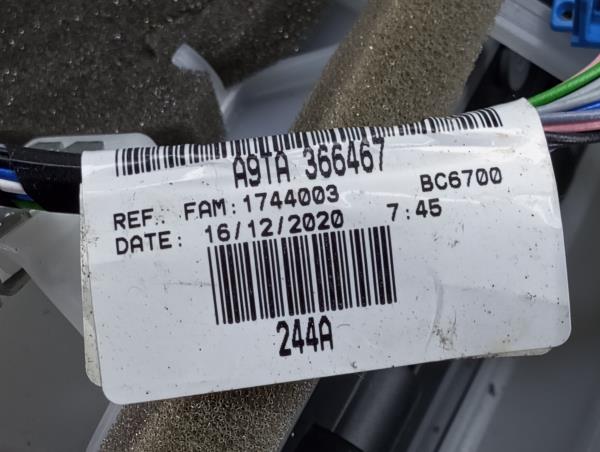 A9TA 366467
REF.. FAM:1744003 BC6700
DATE: 16/12/2020 7:45
244A